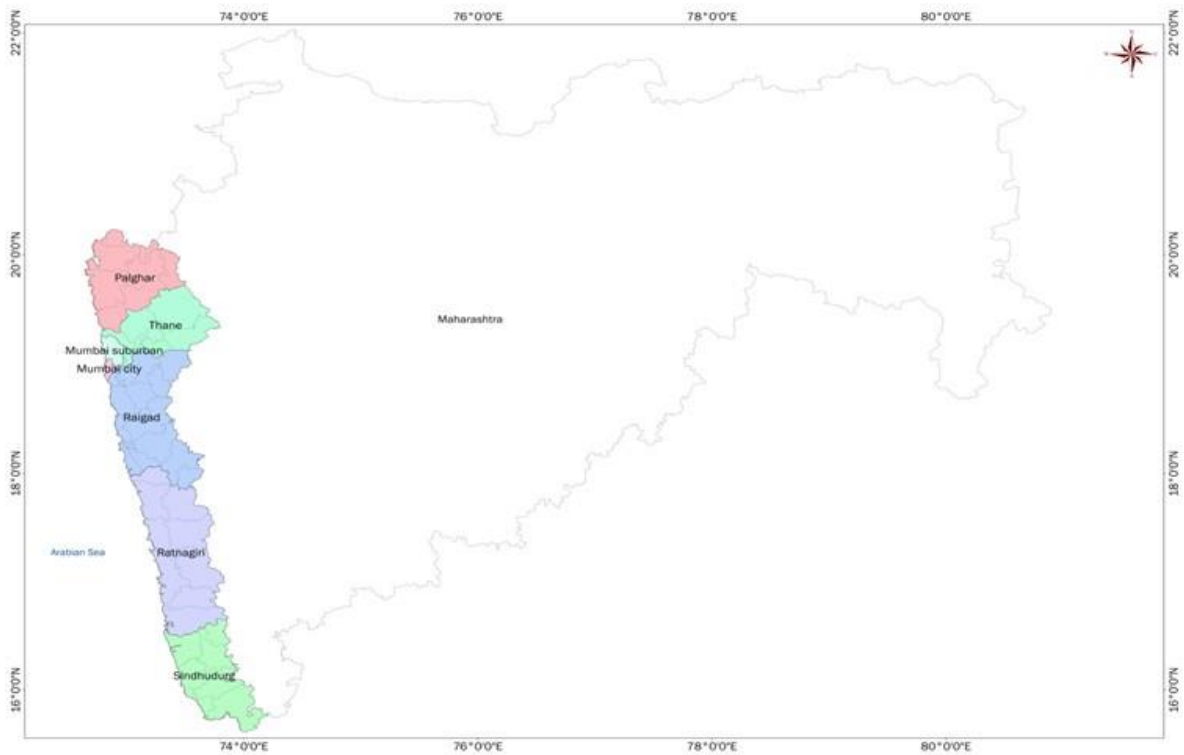 74°0'0"E
76°0'0"E
78°0'0"E
80°0'0"E
22°0'0"N
22°0'0"N
20°0'0"N
20°0'0"N
Palghar
Thane
Maharashtra
Mumbai suburban
Mumbai city
Raigad
18°0'0"N
18°0'0"N
Arabian Sea
Ratnagiri
Sindhudurg
16°0'0"N
16°0'0"N
74°0'0"E
76°0'0"E
78°0'0"E
80°0'0"E